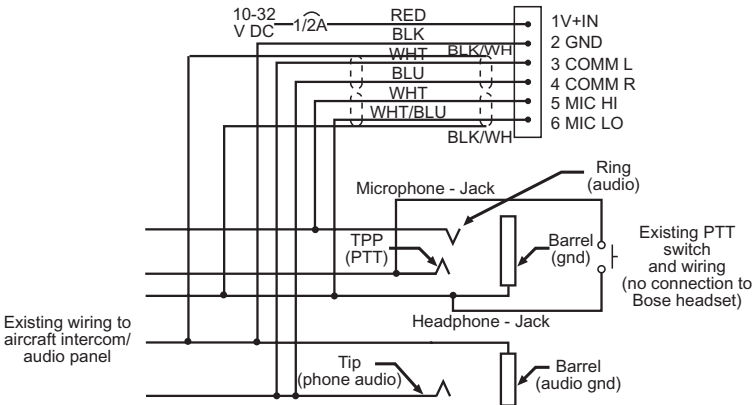 10-32
V DC
1/2A
RED
BLK
BLK/WH
WHT
BLU
WHT
WHT/BLU
BLK/WH
1V+IN
2 GND
3 COMM L
4 COMM R
5 MIC HI
6 MIC LO
Microphone - Jack
Ring
(audio)
TPP
(PTT)
Barrel
(gnd)
Existing PTT
switch
and wiring
(no connection to
Bose headset)
Headphone - Jack
Existing wiring to
aircraft intercom/
audio panel
Tip
(phone audio)
Barrel
(audio gnd)